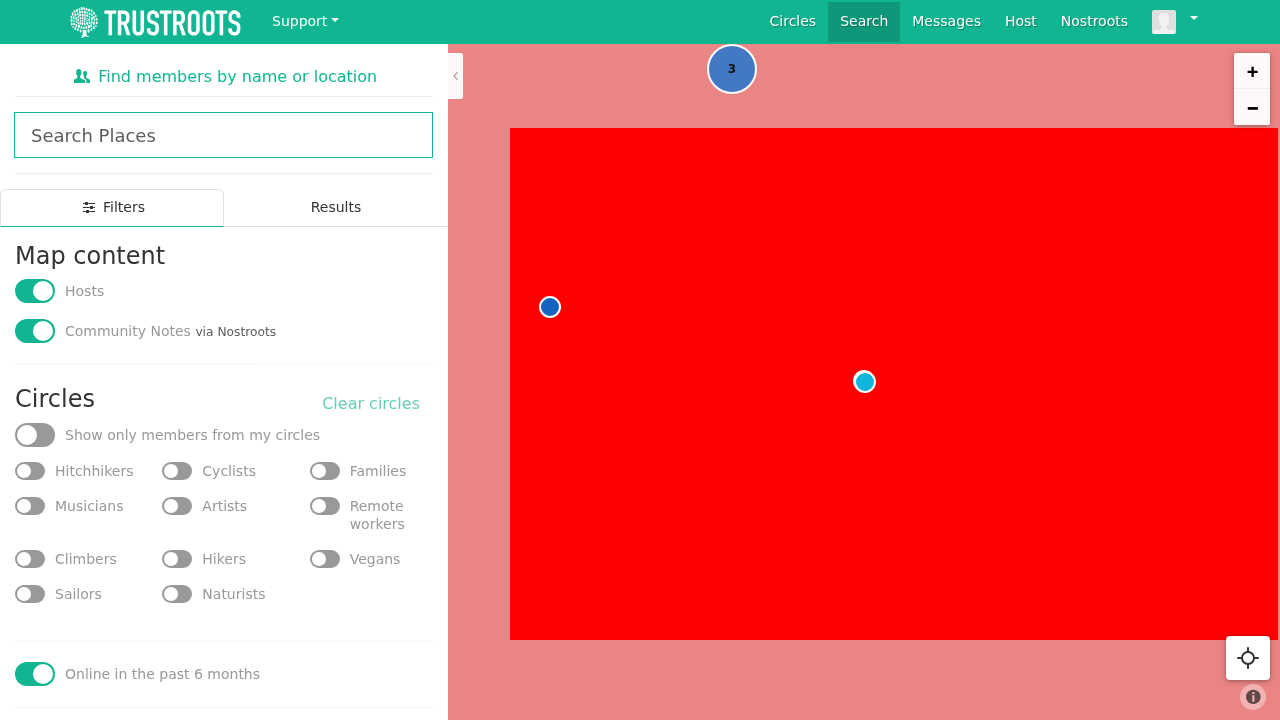 TRUSTROOTS
Support
Circles
Search
Messages
Host
Nostroots
Find members by name or location
Search Places
Filters
Results
Map content
Hosts
Community Notes via Nostroots
Circles
Clear circles
Show only members from my circles
Hitchhikers
Cyclists
Families
Musicians
Artists
Remote
workers
Climbers
Hikers
Vegans
Sailors
Naturists
Online in the past 6 months
3
+
−